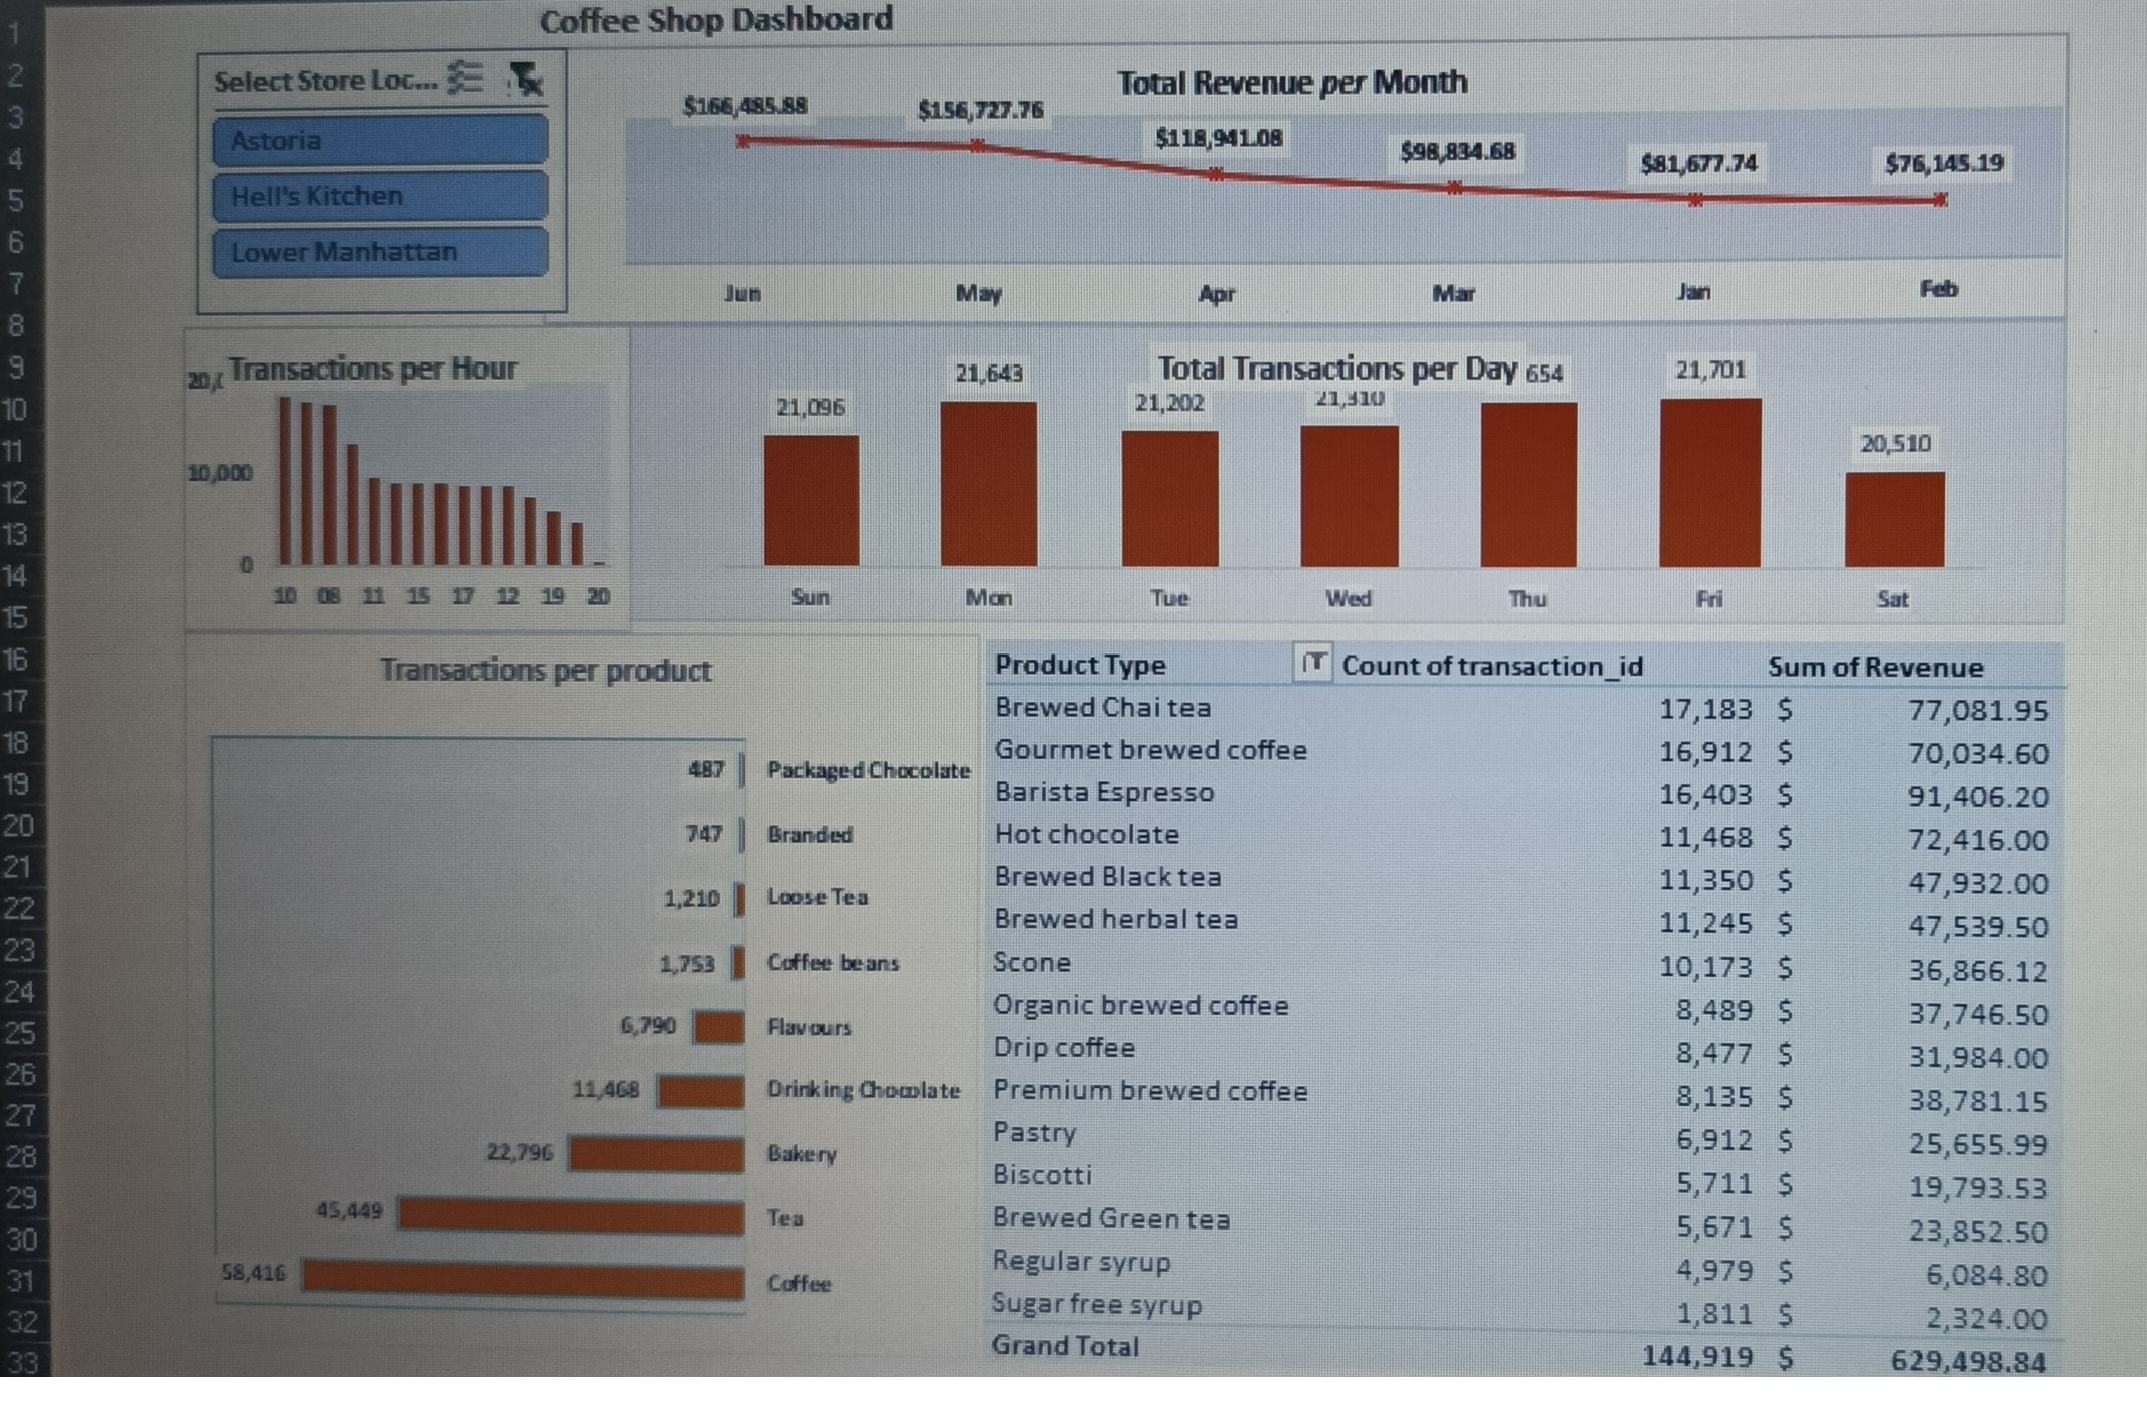 Coffee Shop Dashboard
Select Store Loc...
Astoria
Hell's Kitchen
Lower Manhattan
Total Revenue per Month
$166,485.88
$156,727.76
$118,941.08
$98,834.68
$81,677.74
$76,145.19
Jun May Apr Mar Jan Feb
Transactions per Hour
20,
10,000
0
10 08 11 15 17 12 19 20
Total Transactions per Day
21,096
21,643
21,202
21,310
654
21,701
20,510
Sun Mon Tue Wed Thu Fri Sat
Transactions per product
487 Packaged Chocolate
747 Branded
1,210 Loose Tea
1,753 Coffee beans
6,790 Flavours
11,468 Drinking Chocolate
22,796 Bakery
45,449 Tea
58,416 Coffee
Product Type Count of transaction_id Sum of Revenue
Brewed Chai tea 17,183 $ 77,081.95
Gourmet brewed coffee 16,912 $ 70,034.60
Barista Espresso 16,403 $ 91,406.20
Hot chocolate 11,468 $ 72,416.00
Brewed Black tea 11,350 $ 47,932.00
Brewed herbal tea 11,245 $ 47,539.50
Scone 10,173 $ 36,866.12
Organic brewed coffee 8,489 $ 37,746.50
Drip coffee 8,477 $ 31,984.00
Premium brewed coffee 8,135 $ 38,781.15
Pastry 6,912 $ 25,655.99
Biscotti 5,711 $ 19,793.53
Brewed Green tea 5,671 $ 23,852.50
Regular syrup 4,979 $ 6,084.80
Sugar free syrup 1,811 $ 2,324.00
Grand Total 144,919 $ 629,498.84
1
2
3
4
5
6
7
8
9
10
11
12
13
14
15
16
17
18
19
20
21
22
23
24
25
26
27
28
29
30
31
32
33